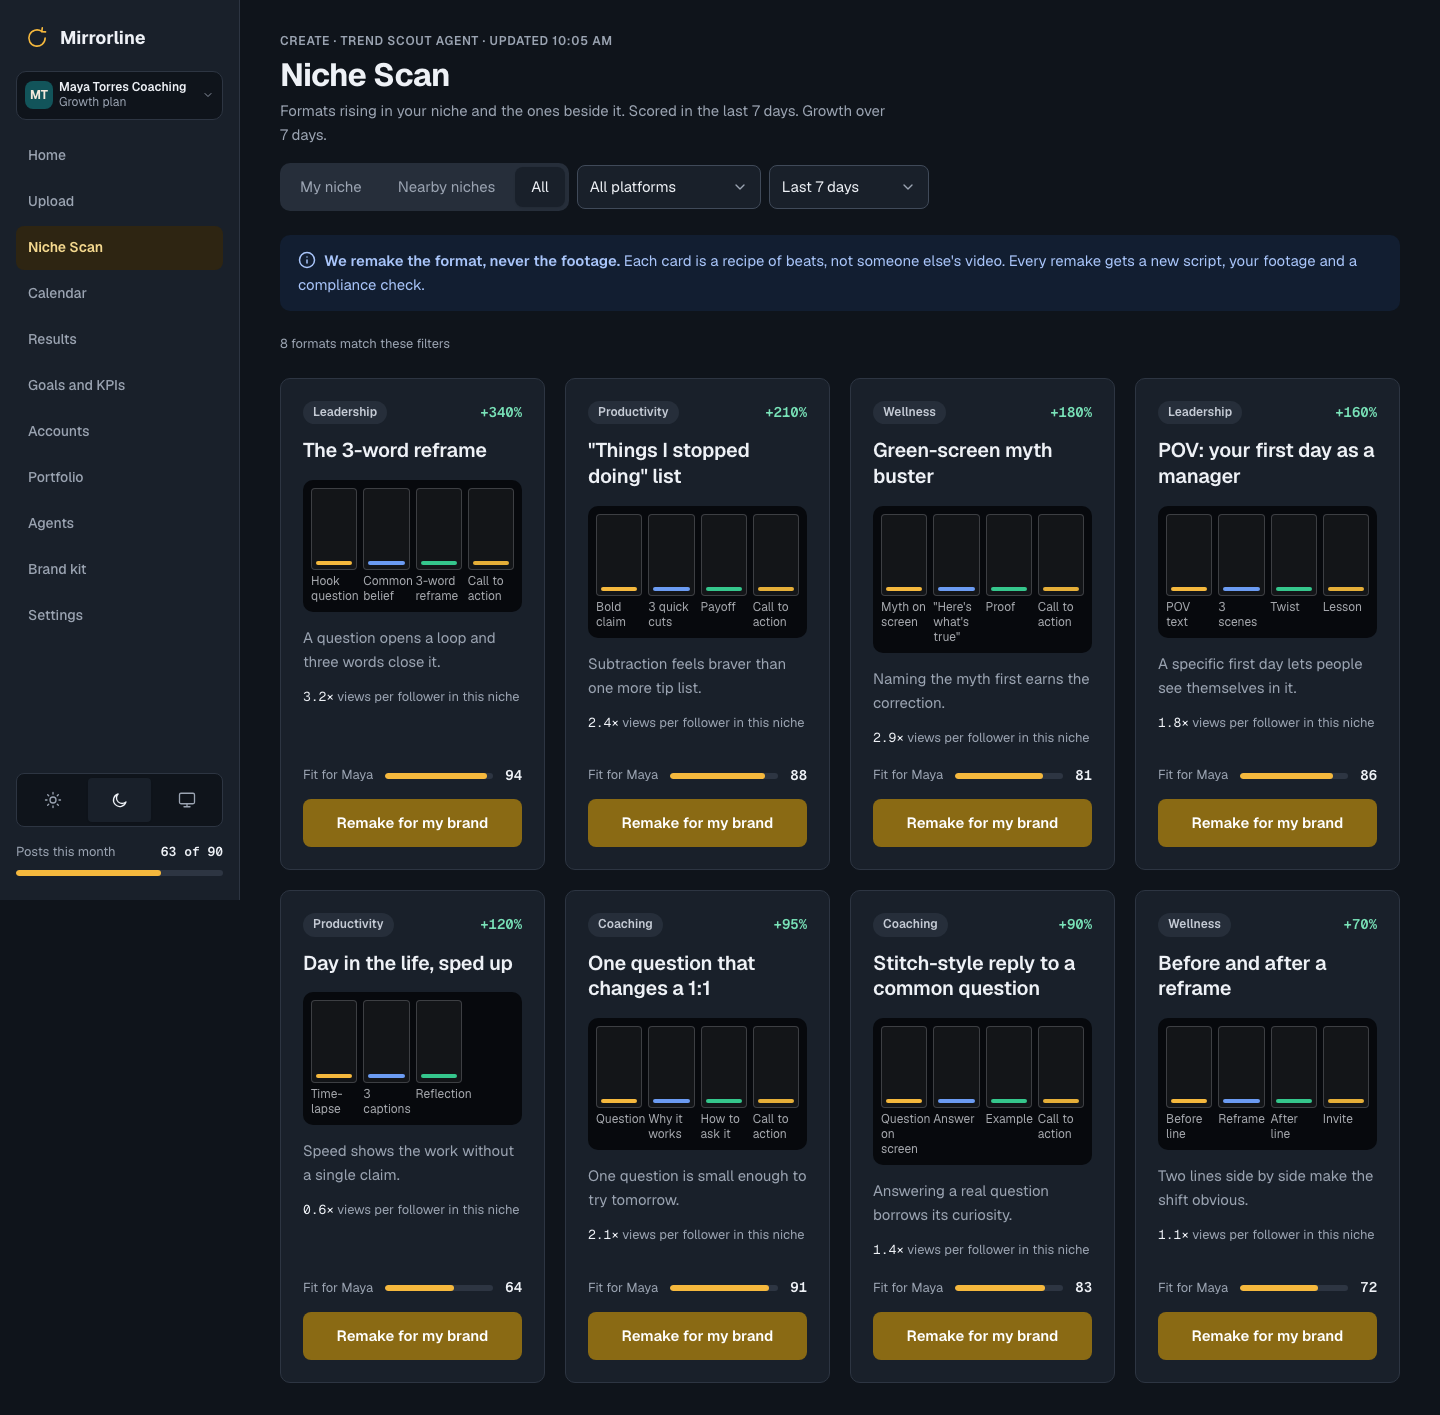 Mirrorline
MT
Maya Torres Coaching
Growth plan
Home
Upload
Niche Scan
Calendar
Results
Goals and KPIs
Accounts
Portfolio
Agents
Brand kit
Settings
Posts this month
63 of 90
CREATE · TREND SCOUT AGENT · UPDATED 10:05 AM
Niche Scan
Formats rising in your niche and the ones beside it. Scored in the last 7 days. Growth over
7 days.
My niche
Nearby niches
All
All platforms
Last 7 days
We remake the format, never the footage. Each card is a recipe of beats, not someone else's video. Every remake gets a new script, your footage and a
compliance check.
8 formats match these filters
Leadership
+340%
The 3-word reframe
Hook
question
Common
belief
3-word
reframe
Call to
action
A question opens a loop and
three words close it.
3.2× views per follower in this niche
Fit for Maya
94
Remake for my brand
Productivity
+210%
"Things I stopped
doing" list
Bold
claim
3 quick
cuts
Payoff
Call to
action
Subtraction feels braver than
one more tip list.
2.4× views per follower in this niche
Fit for Maya
88
Remake for my brand
Wellness
+180%
Green-screen myth
buster
Myth on
screen
"Here's
what's
true"
Proof
Call to
action
Naming the myth first earns the
correction.
2.9× views per follower in this niche
Fit for Maya
81
Remake for my brand
Leadership
+160%
POV: your first day as a
manager
POV
text
3
scenes
Twist
Lesson
A specific first day lets people
see themselves in it.
1.8× views per follower in this niche
Fit for Maya
86
Remake for my brand
Productivity
+120%
Day in the life, sped up
Time-
lapse
3
captions
Reflection
Speed shows the work without
a single claim.
0.6× views per follower in this niche
Fit for Maya
64
Remake for my brand
Coaching
+95%
One question that
changes a 1:1
Question
Why it
works
How to
ask it
Call to
action
One question is small enough to
try tomorrow.
2.1× views per follower in this niche
Fit for Maya
91
Remake for my brand
Coaching
+90%
Stitch-style reply to a
common question
Question
on
screen
Answer
Example
Call to
action
Answering a real question
borrows its curiosity.
1.4× views per follower in this niche
Fit for Maya
83
Remake for my brand
Wellness
+70%
Before and after a
reframe
Before
line
Reframe
After
line
Invite
Two lines side by side make the
shift obvious.
1.1× views per follower in this niche
Fit for Maya
72
Remake for my brand